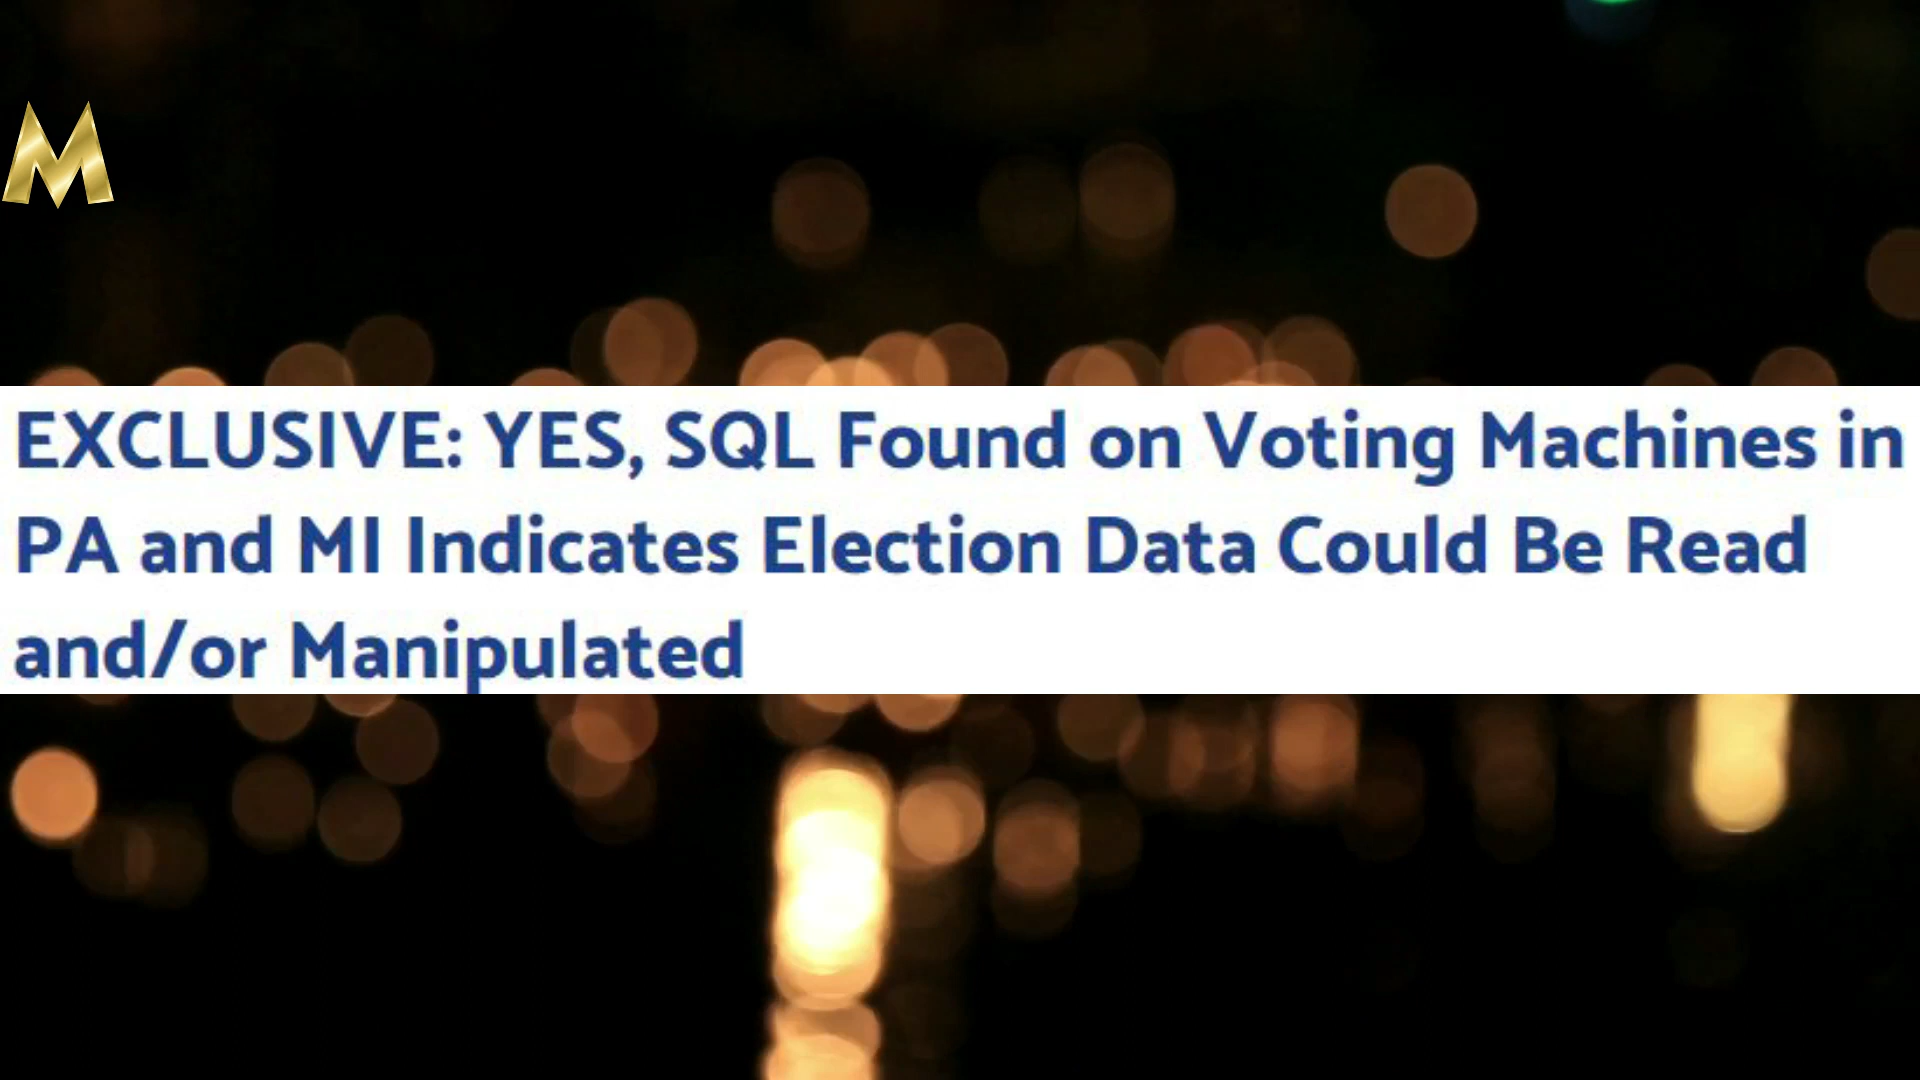 M
EXCLUSIVE: YES, SQL Found on Voting Machines in
PA and MI Indicates Election Data Could Be Read
and/or Manipulated